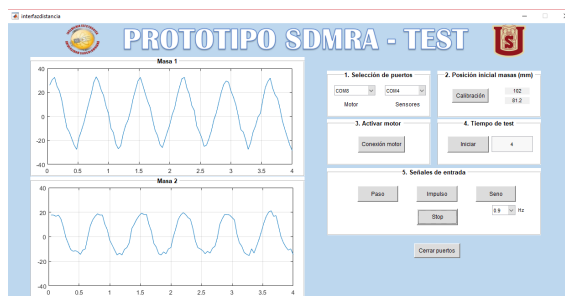 interfazdistancia
PROTOTIPO SDMRA - TEST
Masa 1
40
20
0
-20
-40
0 0.5 1 1.5 2 2.5 3 3.5 4
Masa 2
40
20
0
-20
-40
0 0.5 1 1.5 2 2.5 3 3.5 4
1. Selección de puertos
COM8 COM4
Motor Sensores
2. Posición inicial masas (mm)
Calibración
102
81.2
3. Activar motor
Conexión motor
4. Tiempo de test
Iniciar 4
5. Señales de entrada
Paso Impulso Seno
Stop
0.9 Hz
Cerrar puertos